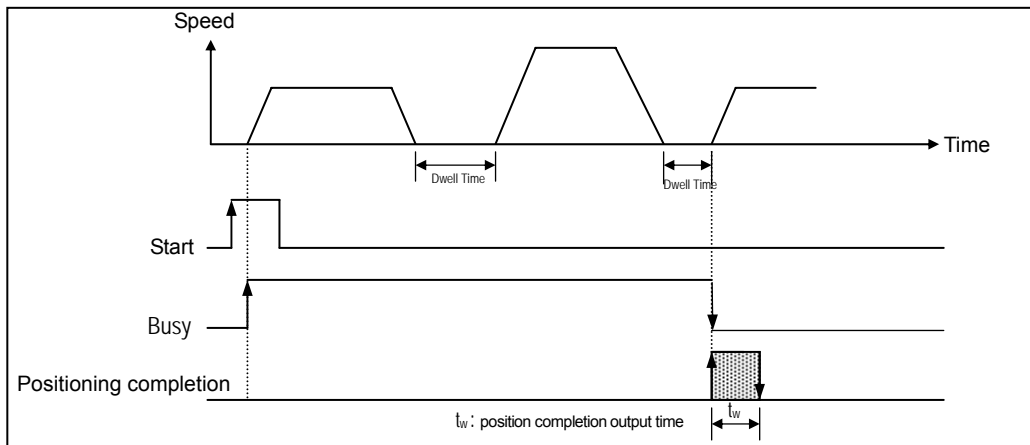 Speed
Time
Dwell Time
Dwell Time
Start
Busy
Positioning completion
tw : position completion output time
tw